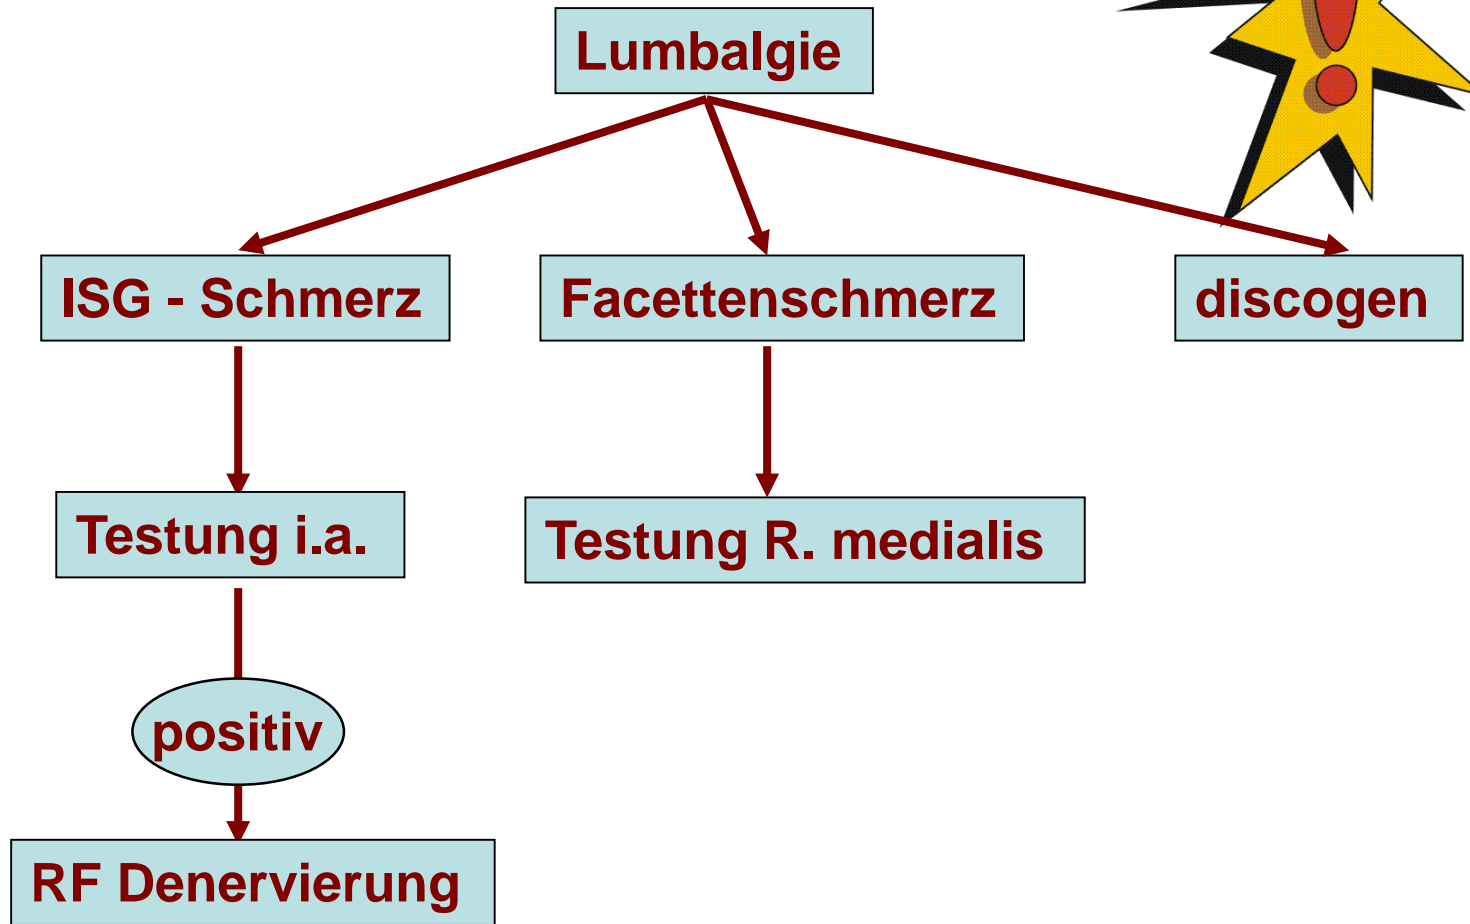 Lumbalgie
ISG - Schmerz
Facettenschmerz
discogen
Testung i.a.
Testung R. medialis
positiv
RF Denervierung